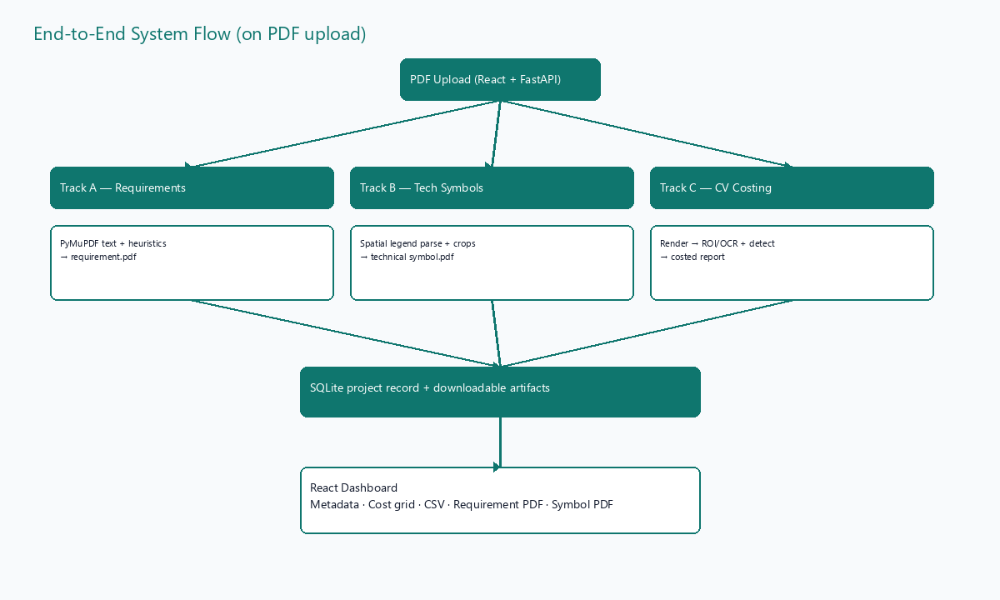 End-to-End System Flow (on PDF upload)
PDF Upload (React + FastAPI)
Track A — Requirements
Track B — Tech Symbols
Track C — CV Costing
PyMuPDF text + heuristics
→ requirement.pdf
Spatial legend parse + crops
→ technical symbol.pdf
Render → ROI/OCR + detect
→ costed report
SQLite project record + downloadable artifacts
React Dashboard
Metadata · Cost grid · CSV · Requirement PDF · Symbol PDF